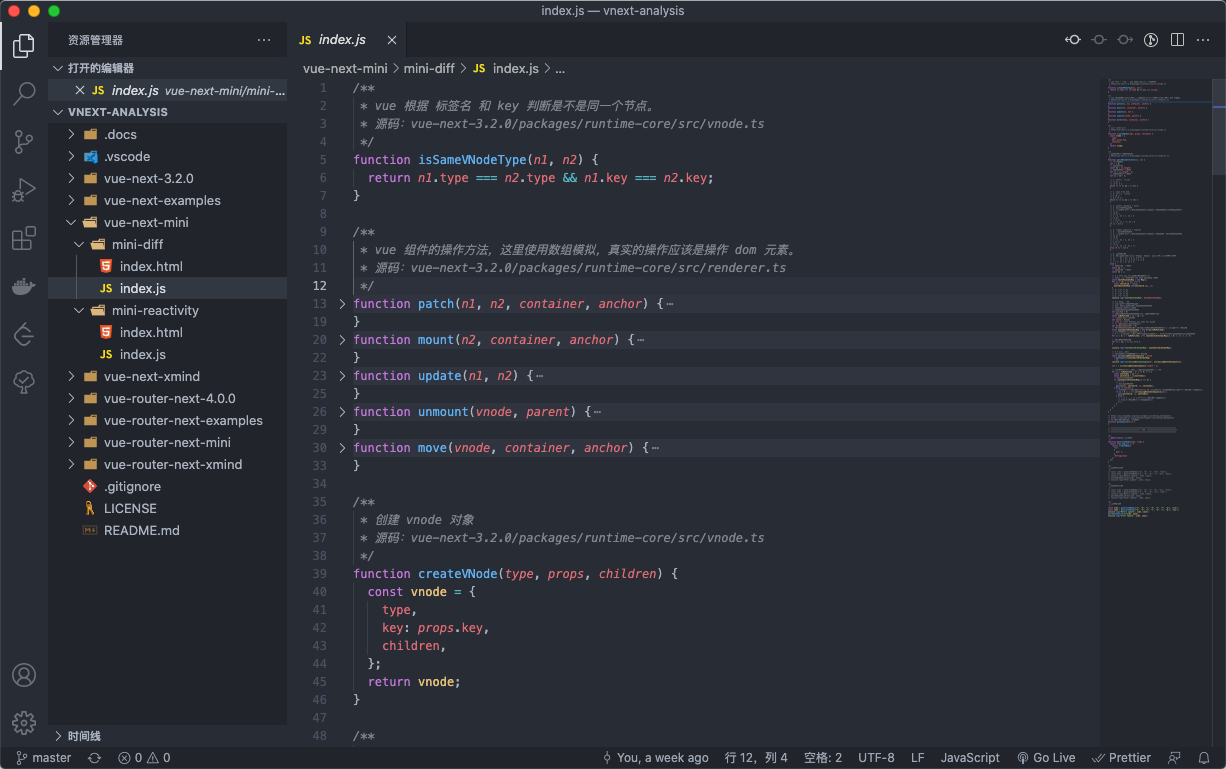 index.js — vnext-analysis
资源管理器
打开的编辑器
JS index.js vue-next-mini/mini-...
VNEXT-ANALYSIS
.docs
.vscode
vue-next-3.2.0
vue-next-examples
vue-next-mini
mini-diff
index.html
JS index.js
mini-reactivity
index.html
JS index.js
vue-next-xmind
vue-router-next-4.0.0
vue-router-next-examples
vue-router-next-mini
vue-router-next-xmind
.gitignore
LICENSE
README.md
时间线
JS index.js
vue-next-mini > mini-diff > JS index.js > ...
1 /**
2 * vue 根据节点的 type 和 key 判断是不是同一个节点。
3 * 源码：vue-next-3.2.0/packages/runtime-core/src/vnode.ts
4 */
5 function isSameVNodeType(n1, n2) {
6 return n1.type === n2.type && n1.key === n2.key;
7 }
8
9 /**
10 * vue 组件的操作方法，这里使用数组模拟，真实的操作应该是操作 dom 元素。
11 * 源码：vue-next-3.2.0/packages/runtime-core/src/renderer.ts
12 */
13 function patch(n1, n2, container, anchor) {…
19 }
20 function mount(n2, container, anchor) {…
22 }
23 function update(n1, n2) {…
25 }
26 function unmount(vnode, parent) {…
29 }
30 function move(vnode, container, anchor) {…
33 }
34
35 /**
36 * 创建 vnode 对象
37 * 源码：vue-next-3.2.0/packages/runtime-core/src/vnode.ts
38 */
39 function createVNode(type, props, children) {
40 const vnode = {
41 type,
42 key: props.key,
43 children,
44 };
45 return vnode;
46 }
47
48 /**
master 0 0 You, a week ago 行 12，列 4 空格: 2 UTF-8 LF JavaScript Go Live Prettier